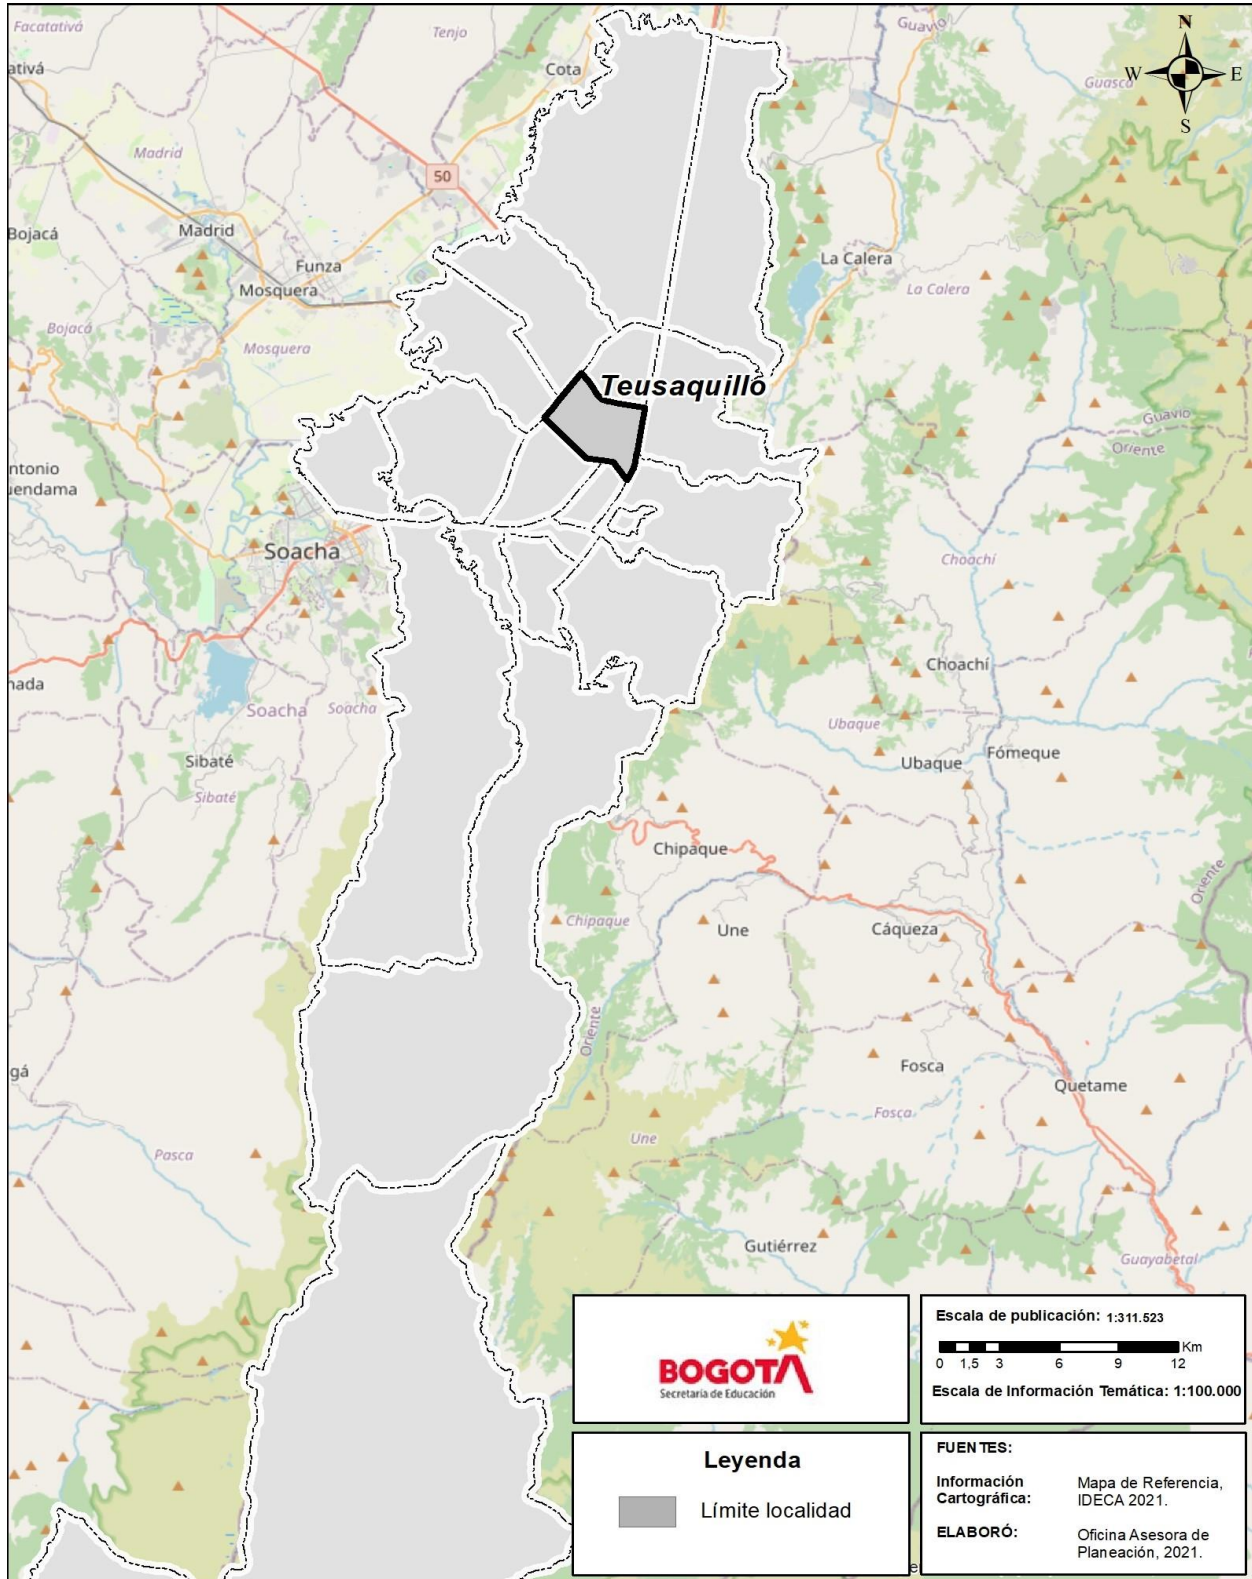 Facatativá
Tenjo
Guavio
N
W
E
S
ativá
Cota
Guasca
Madrid
50
Bojacá
Madrid
Funza
Mosquera
La Calera
La Calera
Bojacá
Mosquera
Teusaquillo
Guavio
Oriente
ntonio
uendama
Soacha
Choachí
Choachí
nada
Soacha
Soacha
Ubaque
Sibaté
Ubaque
Fómeque
Sibaté
Chipaque
Oriente
Chipaque
Une
Cáqueza
Oriente
gá
Fosca
Quetame
Fosca
Une
Pasca
Gutiérrez
Guayabetal
BOGOTÁ
Secretaría de Educación
Escala de publicación: 1:311.523
Km
0 1,5 3 6 9 12
Escala de Información Temática: 1:100.000
Leyenda
Límite localidad
FUENTES:
Información Cartográfica: Mapa de Referencia, IDECA 2021.
ELABORÓ: Oficina Asesora de Planeación, 2021.